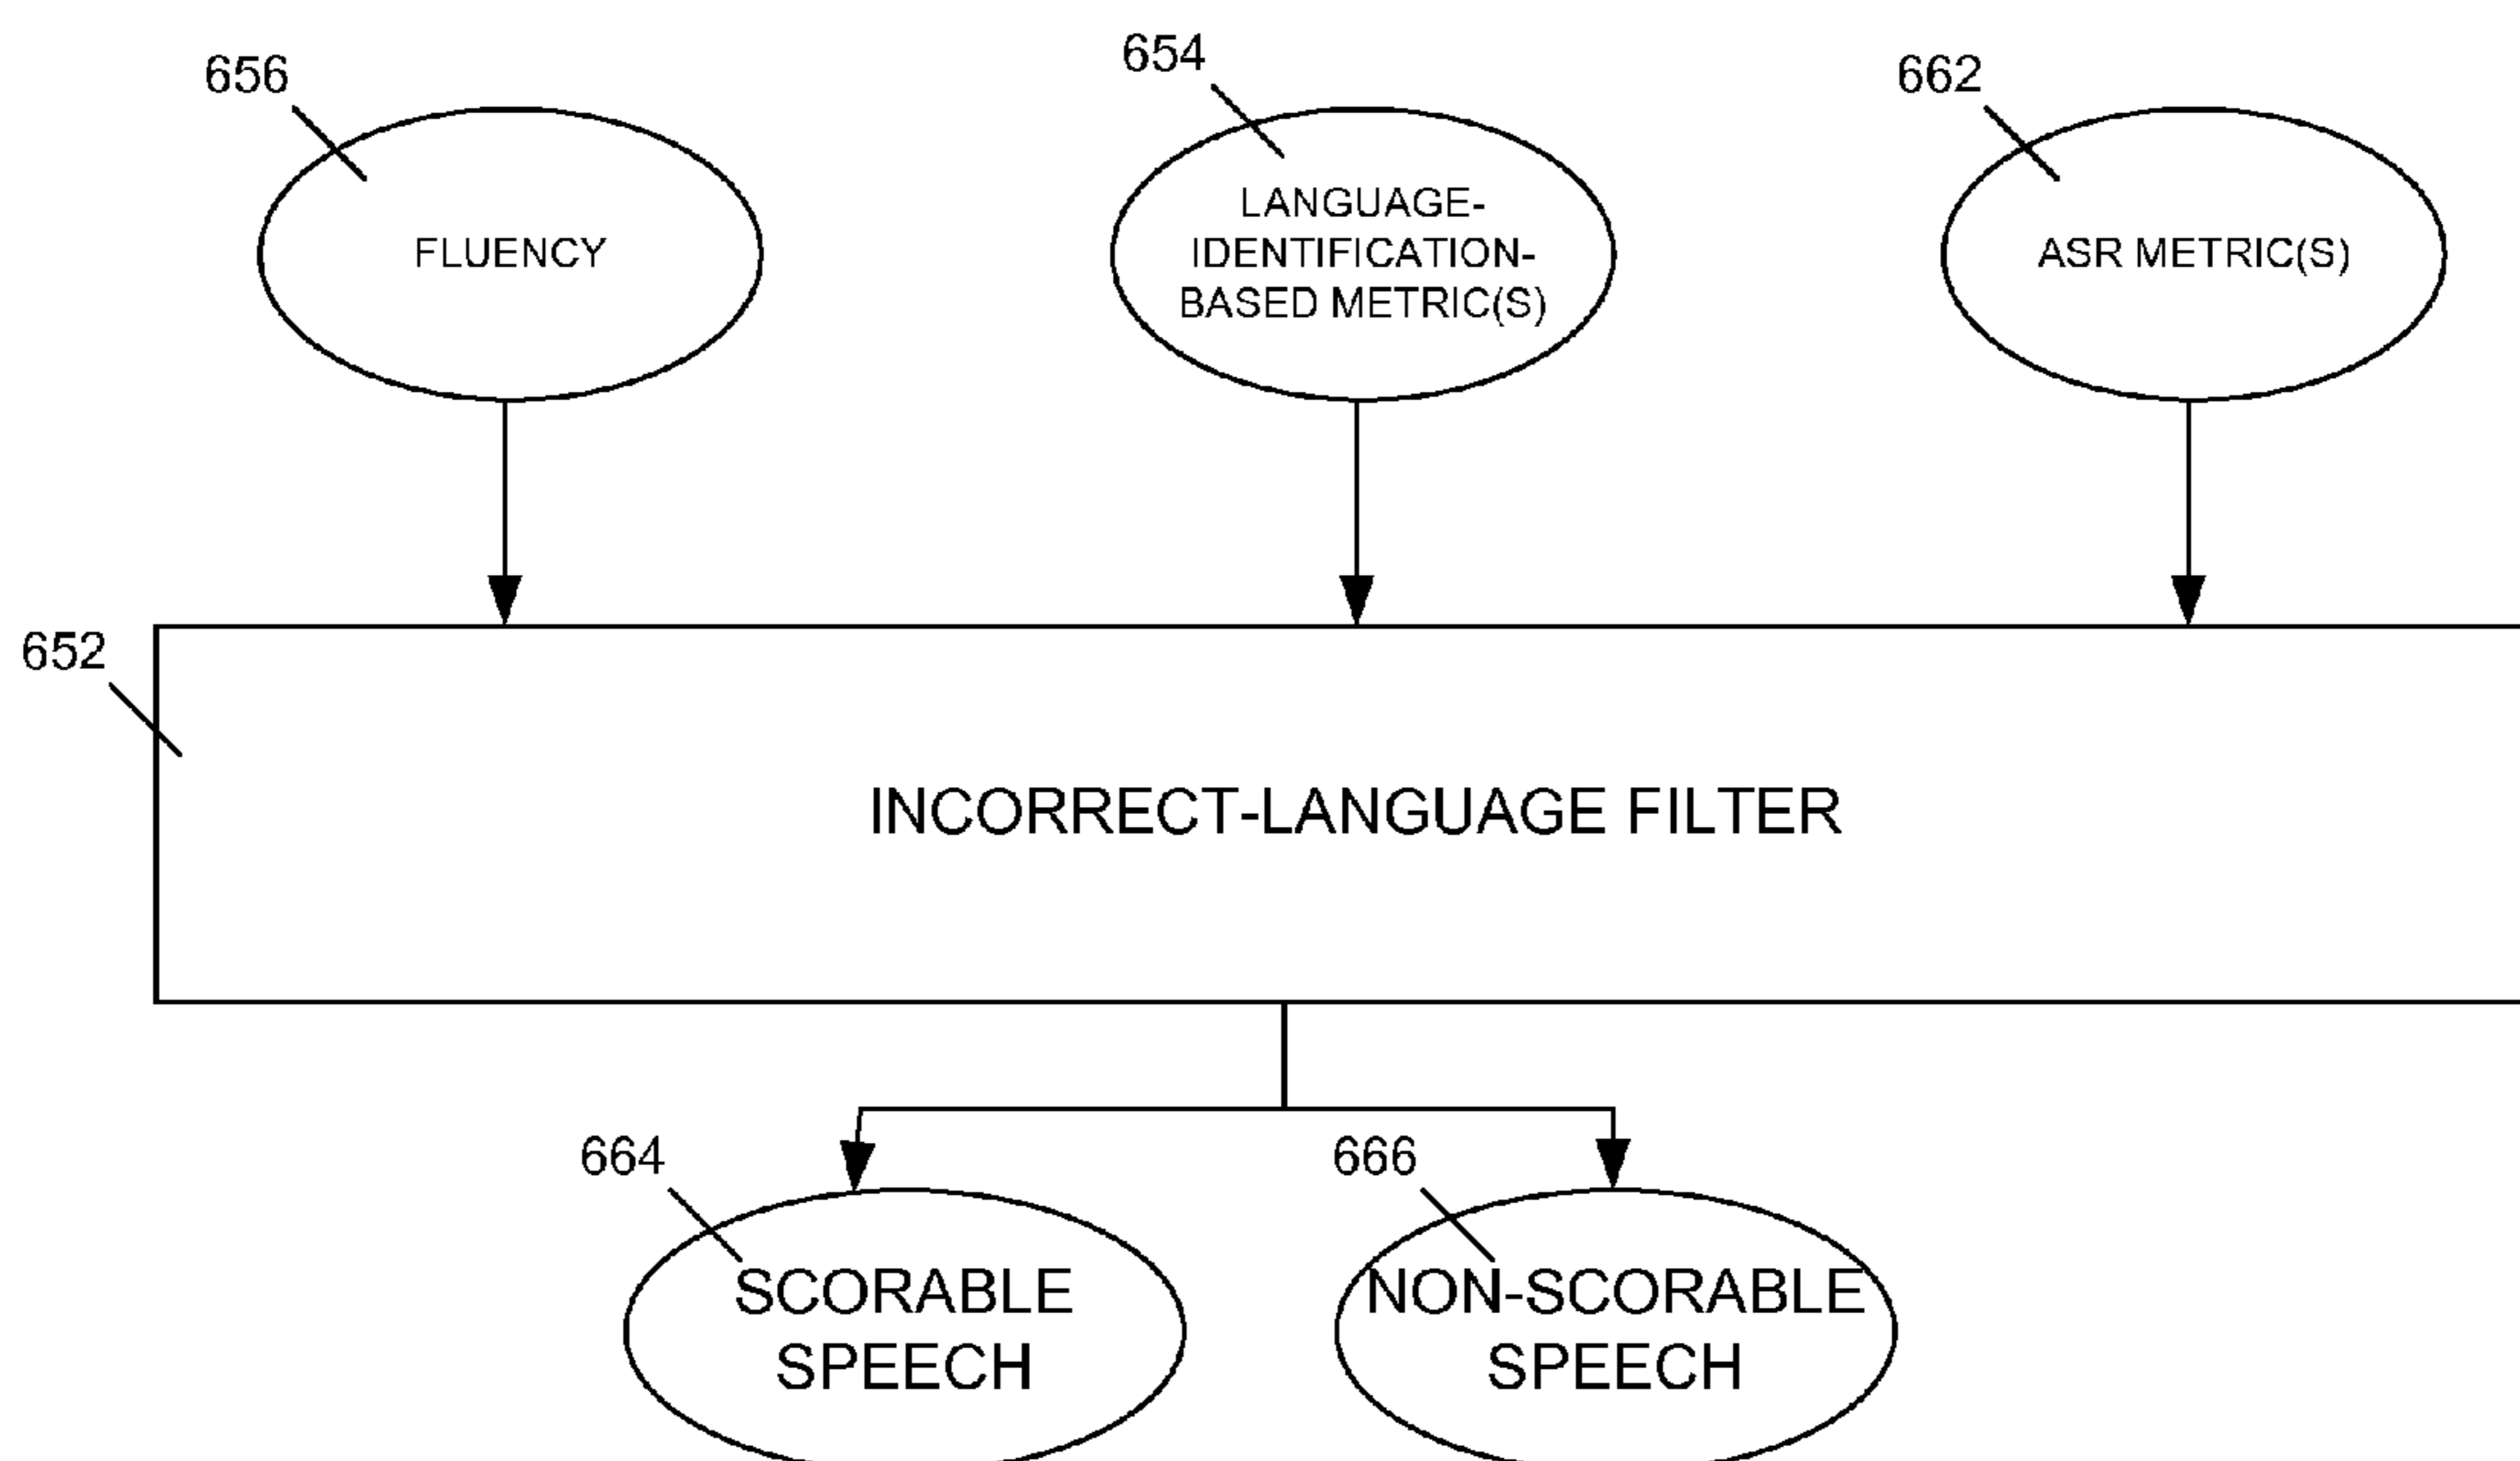 656
654
662
FLUENCY
LANGUAGE-
IDENTIFICATION-
BASED METRIC(S)
ASR METRIC(S)
652
INCORRECT-LANGUAGE FILTER
664
666
SCORABLE
SPEECH
NON-SCORABLE
SPEECH